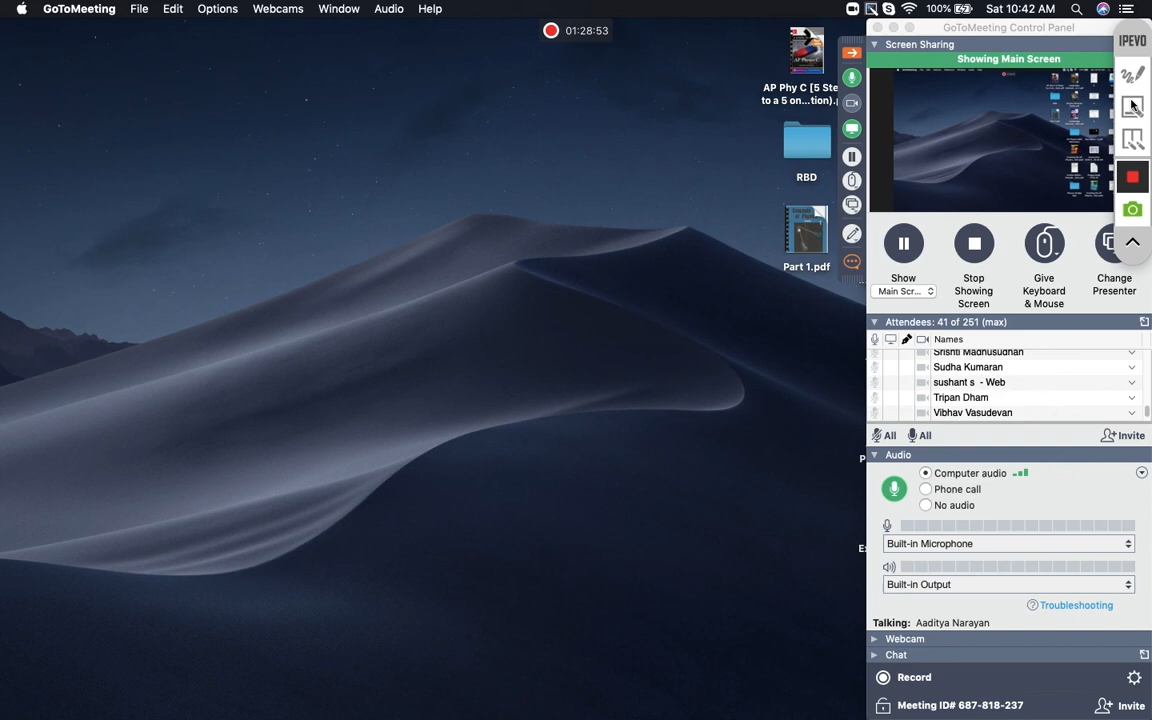 GoToMeeting File Edit Options Webcams Window Audio Help
100% Sat 10:42 AM
01:28:53
AP Phy C [5 Ste
to a 5 on...tion).
RBD
Part 1.pdf
GoToMeeting Control Panel
IPEVO
Screen Sharing
Showing Main Screen
Show
Main Scr...
Stop
Showing
Screen
Give
Keyboard
& Mouse
Change
Presenter
Attendees: 41 of 251 (max)
Names
Srishti Madhusudhan
Sudha Kumaran
sushant s - Web
Tripan Dham
Vibhav Vasudevan
All All Invite
Audio
Computer audio
Phone call
No audio
Built-in Microphone
Built-in Output
Troubleshooting
Talking: Aaditya Narayan
Webcam
Chat
Record
Meeting ID# 687-818-237 Invite